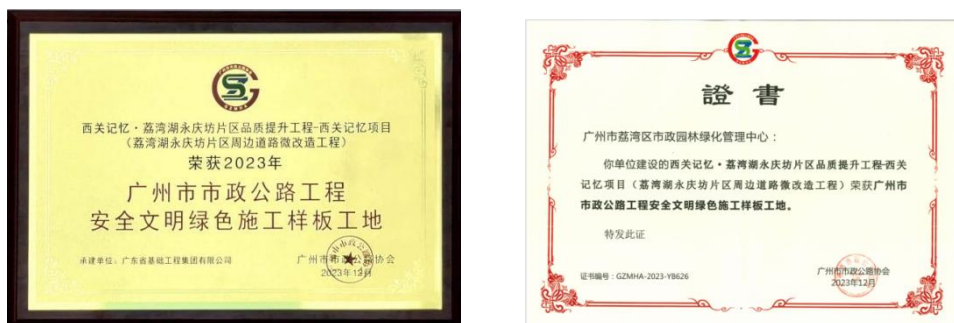 西关记忆·荔湾湖永庆坊片区品质提升工程-西关记忆项目
（荔湾湖永庆坊片区周边道路微改造工程）
荣获2023年
广州市市政公路工程
安全文明绿色施工样板工地
承建单位：广东省基础工程集团有限公司
广州市市政公路协会
2023年12月
證書
广州市荔湾区市政园林绿化管理中心：
你单位建设的西关记忆·荔湾湖永庆坊片区品质提升工程-西关
记忆项目（荔湾湖永庆坊片区周边道路微改造工程）荣获广州市
市政公路工程安全文明绿色施工样板工地。
特发此证
证书编号：GZMHA-2023-YB626
广州市市政公路协会
2023年12月